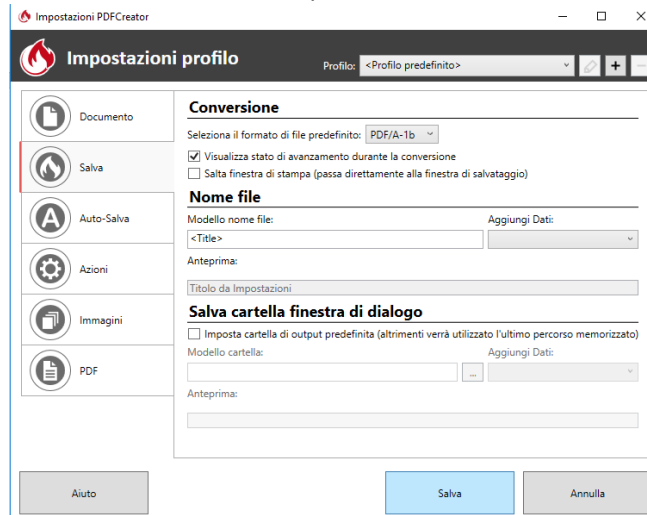 Impostazioni PDFCreator
Impostazioni profilo
Profilo: <Profilo predefinito>
Documento
Salva
Auto-Salva
Azioni
Immagini
PDF
Conversione
Seleziona il formato di file predefinito: PDF/A-1b
Visualizza stato di avanzamento durante la conversione
Salta finestra di stampa (passa direttamente alla finestra di salvataggio)
Nome file
Modello nome file: Aggiungi Dati:
<Title>
Anteprima:
Titolo da Impostazioni
Salva cartella finestra di dialogo
Imposta cartella di output predefinita (altrimenti verrà utilizzato l'ultimo percorso memorizzato)
Modello cartella: Aggiungi Dati:
...
Anteprima:
Aiuto Salva Annulla